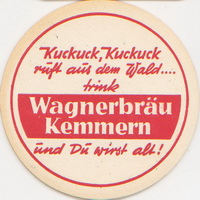 Kuckuck, Kuckuck
ruft aus dem Wald....
trink
Wagnerbräu
Kemmern
und Du wirst alt!